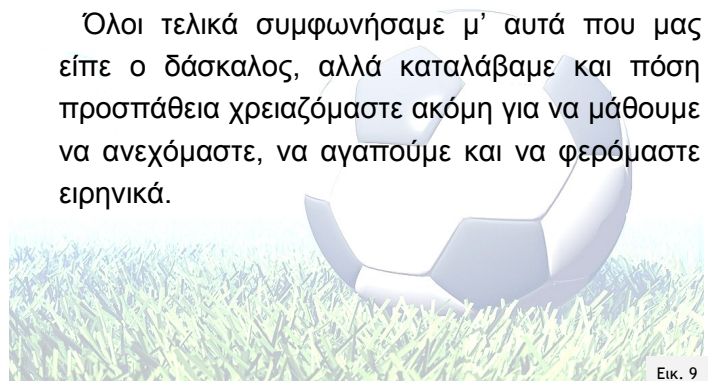 Όλοι τελικά συμφωνήσαμε μ’ αυτά που μας
είπε ο δάσκαλος, αλλά καταλάβαμε και πόση
προσπάθεια χρειαζόμαστε ακόμη για να μάθουμε
να ανεχόμαστε, να αγαπούμε και να φερόμαστε
ειρηνικά.
Εικ. 9